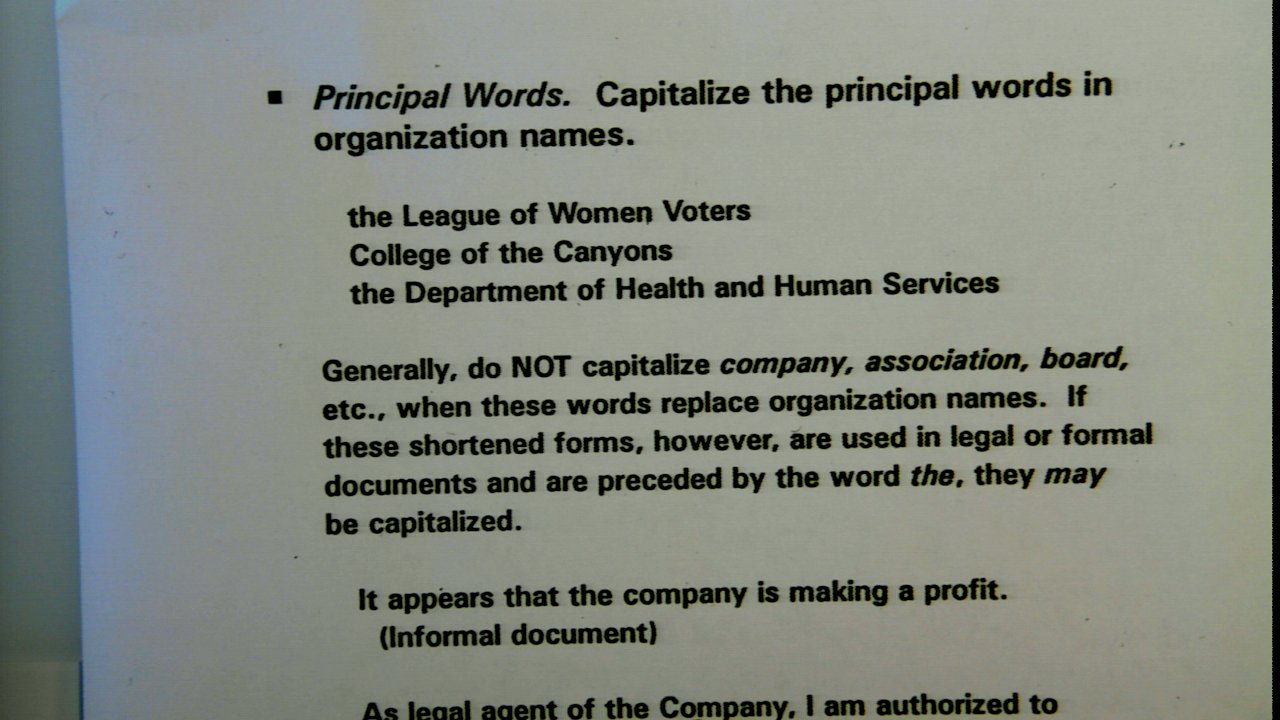 ▪ Principal Words. Capitalize the principal words in
organization names.
the League of Women Voters
College of the Canyons
the Department of Health and Human Services
Generally, do NOT capitalize company, association, board,
etc., when these words replace organization names. If
these shortened forms, however, are used in legal or formal
documents and are preceded by the word the, they may
be capitalized.
It appears that the company is making a profit.
(Informal document)
As legal agent of the Company, I am authorized to